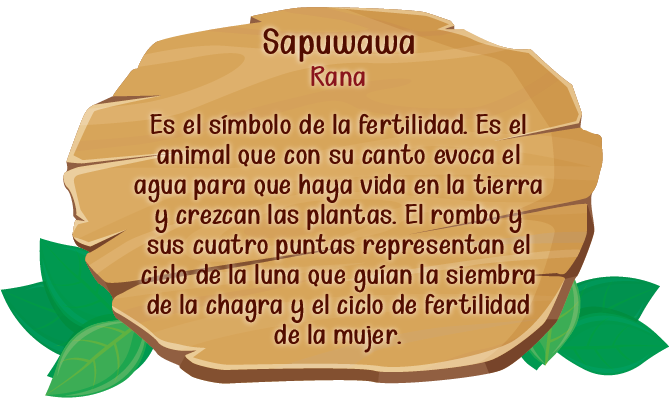 Sapuwawa
Rana
Es el símbolo de la fertilidad. Es el
animal que con su canto evoca el
agua para que haya vida en la tierra
y crezcan las plantas. El rombo y
sus cuatro puntas representan el
ciclo de la luna que guían la siembra
de la chagra y el ciclo de fertilidad
de la mujer.